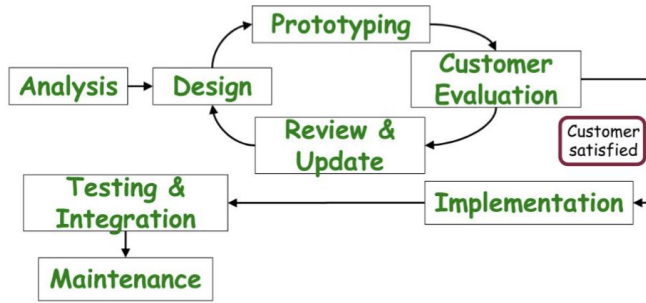 Prototyping
Analysis
Design
Customer
Evaluation
Review &
Update
Customer
satisfied
Testing &
Integration
Implementation
Maintenance